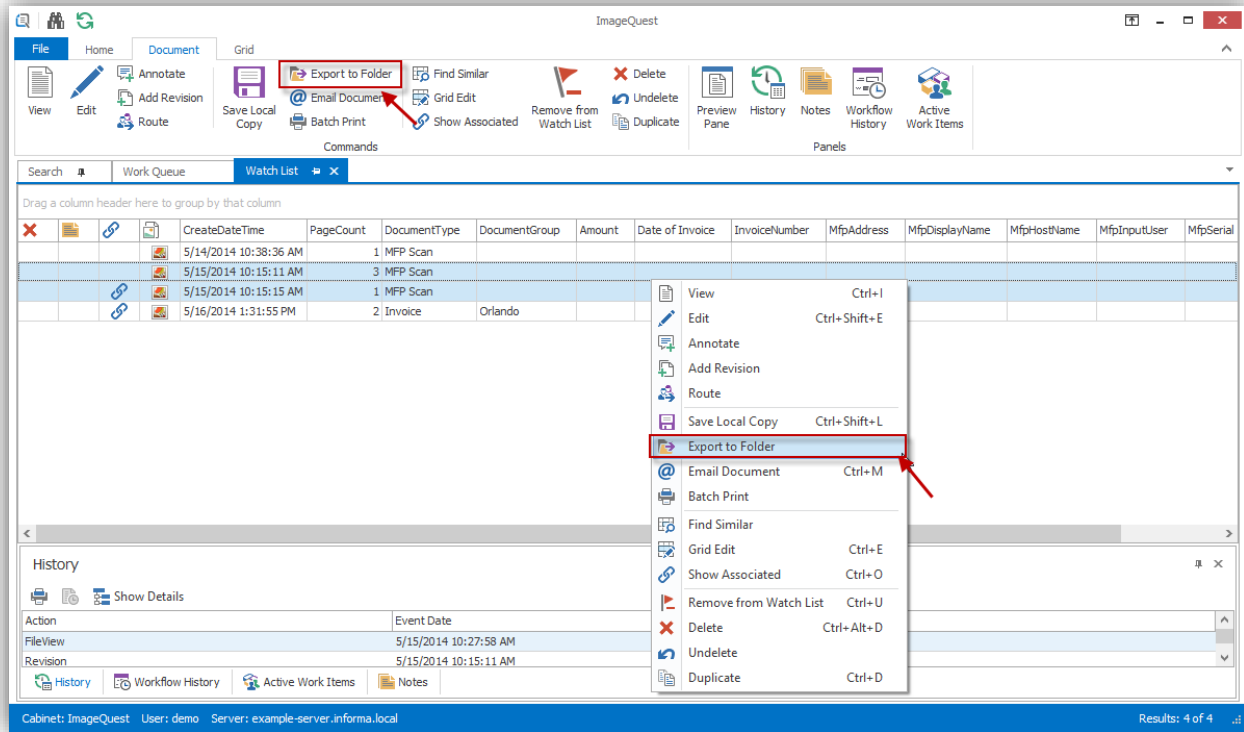 ImageQuest
File Home Document Grid
View
Edit
Annotate
Add Revision
Route
Save Local
Copy
Export to Folder
Email Document
Batch Print
Find Similar
Grid Edit
Show Associated
Remove from
Watch List
Delete
Undelete
Duplicate
Commands
Preview
Pane
History
Notes
Workflow
History
Active
Work Items
Panels
Search Work Queue Watch List
Drag a column header here to group by that column
CreateDateTime PageCount DocumentType DocumentGroup Amount Date of Invoice InvoiceNumber MfpAddress MfpDisplayName MfpHostName MfpInputUser MfpSerial
5/14/2014 10:38:36 AM 1 MFP Scan
5/15/2014 10:15:11 AM 3 MFP Scan
5/15/2014 10:15:15 AM 1 MFP Scan
5/16/2014 1:31:55 PM 2 Invoice Orlando
View Ctrl+I
Edit Ctrl+Shift+E
Annotate
Add Revision
Route
Save Local Copy Ctrl+Shift+L
Export to Folder
Email Document Ctrl+M
Batch Print
Find Similar
Grid Edit Ctrl+E
Show Associated Ctrl+O
Remove from Watch List Ctrl+U
Delete Ctrl+Alt+D
Undelete
Duplicate Ctrl+D
History
Show Details
Action Event Date
FileView 5/15/2014 10:27:58 AM
Revision 5/15/2014 10:15:11 AM
History Workflow History Active Work Items Notes
Cabinet: ImageQuest User: demo Server: example-server.informa.local Results: 4 of 4